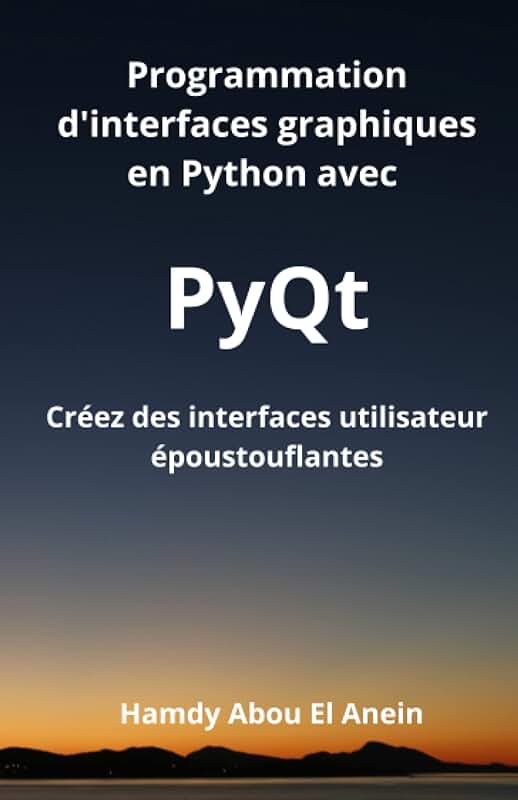 Programmation
d'interfaces graphiques
en Python avec
PyQt
Créez des interfaces utilisateur
époustouflantes
Hamdy Abou El Anein